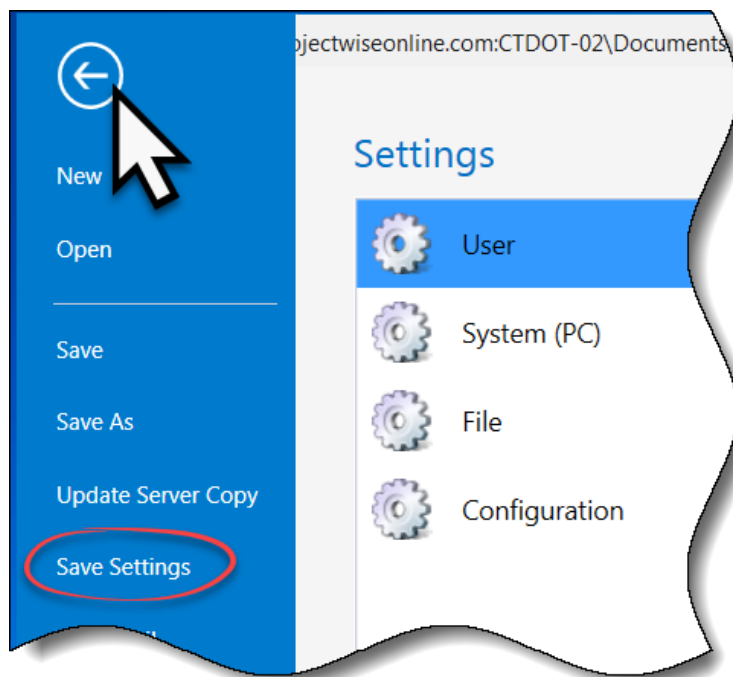 ojectwiseonline.com:CTDOT-02\Documents
Settings
New
Open
Save
Save As
Update Server Copy
Save Settings
User
System (PC)
File
Configuration